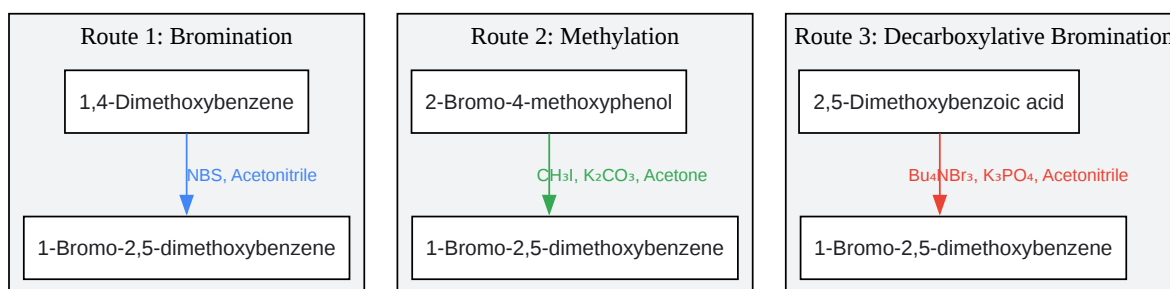 Route 1: Bromination
1,4-Dimethoxybenzene
NBS, Acetonitrile
1-Bromo-2,5-dimethoxybenzene
Route 2: Methylation
2-Bromo-4-methoxyphenol
CH₃I, K₂CO₃, Acetone
1-Bromo-2,5-dimethoxybenzene
Route 3: Decarboxylative Bromination
2,5-Dimethoxybenzoic acid
Bu₄NBr₃, K₃PO₄, Acetonitrile
1-Bromo-2,5-dimethoxybenzene